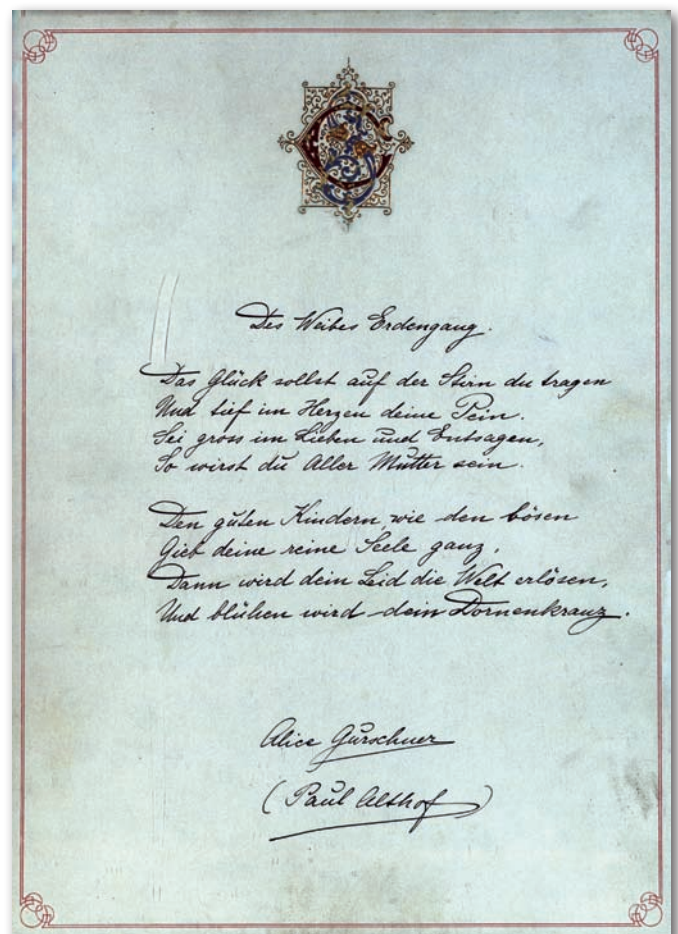 Des Weibes Erdengang.
Das Glück sollst auf der Stirn du tragen
Und tief im Herzen deine Pein.
Sei gross im Lieben und Entsagen,
So wirst du Aller Mutter sein.
Den guten Kindern, wie den bösen
Gieb deine reine Seele ganz,
Dann wird dein Leid die Welt erlösen,
Und blühen wird dein Dornenkranz.
Alice Gurschner
(Paul Althof)